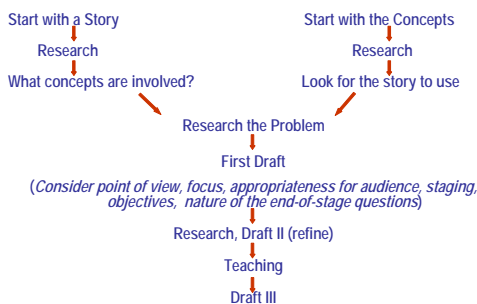 Start with a Story
Start with the Concepts
Research
Research
What concepts are involved?
Look for the story to use
Research the Problem
First Draft
(Consider point of view, focus, appropriateness for audience, staging,
objectives, nature of the end-of-stage questions)
Research, Draft II (refine)
Teaching
Draft III